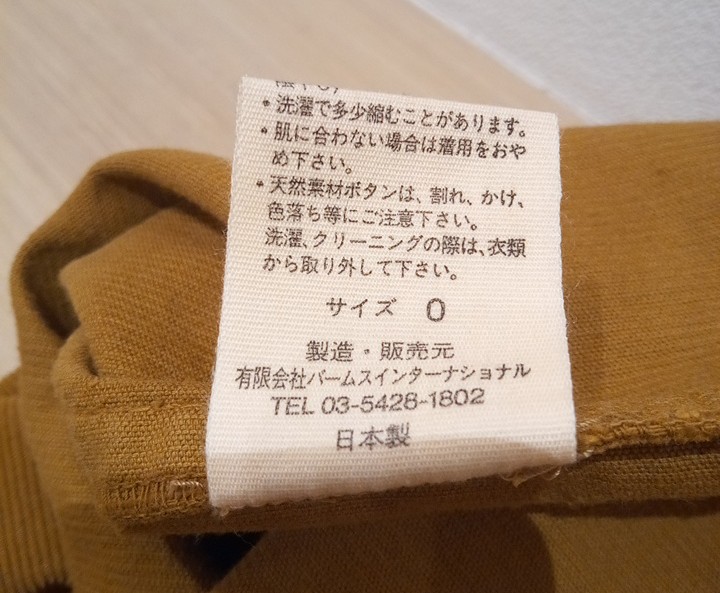 ・洗濯で多少縮むことがあります。
・肌に合わない場合は着用をおや
め下さい。
・天然素材ボタンは、割れ、かけ、
色落ち等にご注意下さい。
洗濯、クリーニングの際は、衣類
から取り外して下さい。
サイズ 0
製造・販売元
有限会社バームスインターナショナル
TEL 03-5428-1802
日本製